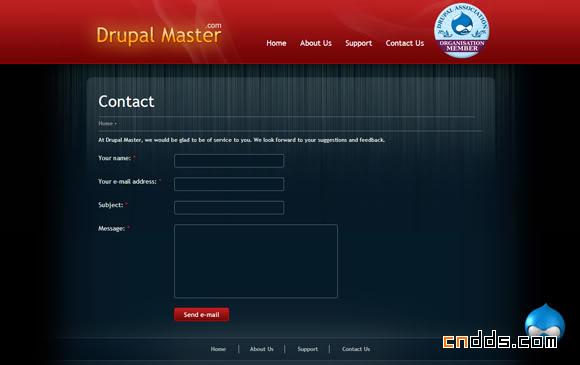 .com
Drupal Master
Home About Us Support Contact Us
DRUPAL ASSOCIATION
ORGANISATION
MEMBER
Contact
Home •
At Drupal Master, we would be glad to be of service to you. We look forward to your suggestions and feedback.
Your name: *
Your e-mail address: *
Subject: *
Message: *
Send e-mail
Home About Us Support Contact Us
cndds.com